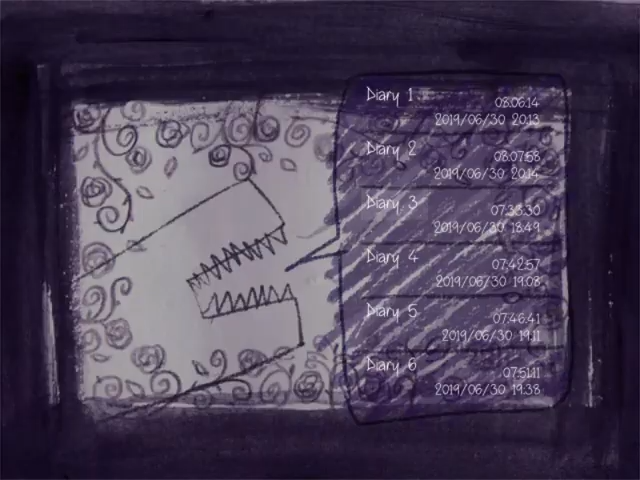 Diary 1
08:06:14
2019/06/30 20:13
Diary 2
08:07:58
2019/06/30 20:14
Diary 3
07:33:30
2019/06/30 18:49
Diary 4
07:42:57
2019/06/30 19:08
Diary 5
07:46:41
2019/06/30 19:11
Diary 6
07:51:11
2019/06/30 19:38